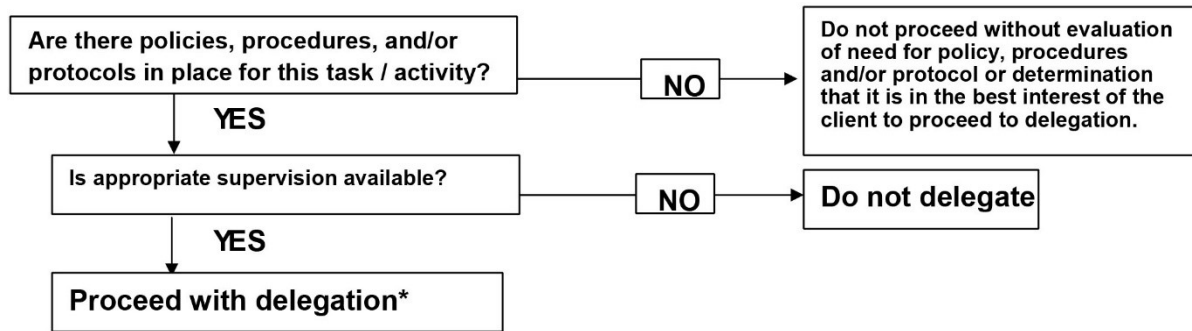 Are there policies, procedures, and/or
protocols in place for this task / activity?
NO
Do not proceed without evaluation
of need for policy, procedures
and/or protocol or determination
that it is in the best interest of the
client to proceed to delegation.
YES
Is appropriate supervision available?
NO
Do not delegate
YES
Proceed with delegation*